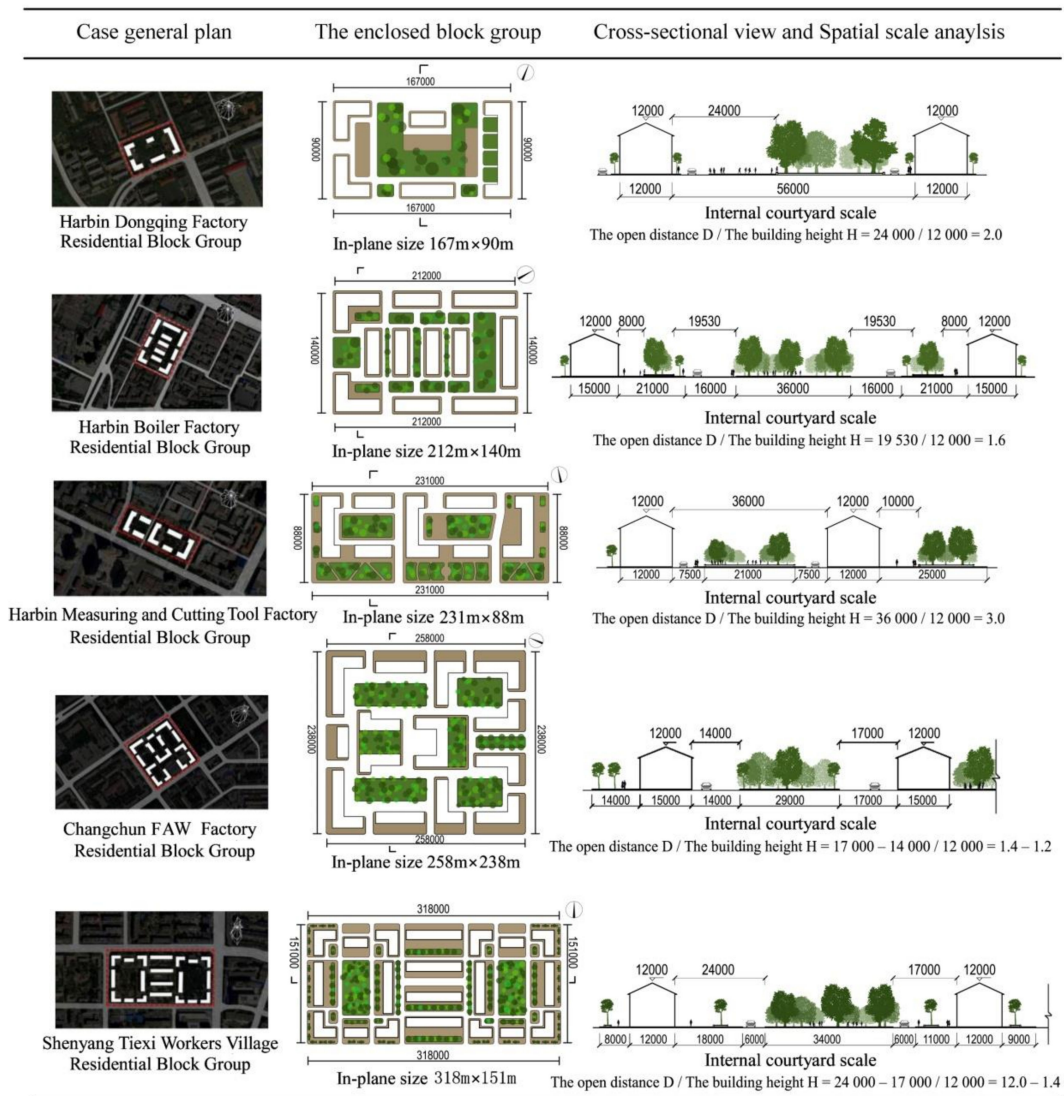 Case general plan
The enclosed block group
Cross-sectional view and Spatial scale anaylsis
Harbin Dongqing Factory
Residential Block Group
167000
90000
90000
167000
In-plane size 167m×90m
12000
24000
12000
12000
56000
12000
Internal courtyard scale
The open distance D / The building height H = 24 000 / 12 000 = 2.0
Harbin Boiler Factory
Residential Block Group
212000
140000
140000
212000
In-plane size 212m×140m
12000
8000
19530
19530
8000
12000
15000
21000
16000
36000
16000
21000
15000
Internal courtyard scale
The open distance D / The building height H = 19 530 / 12 000 = 1.6
Harbin Measuring and Cutting Tool Factory
Residential Block Group
231000
88000
88000
231000
In-plane size 231m×88m
12000
36000
12000
10000
12000
7500
21000
7500
12000
25000
Internal courtyard scale
The open distance D / The building height H = 36 000 / 12 000 = 3.0
Changchun FAW Factory
Residential Block Group
258000
238000
238000
258000
In-plane size 258m×238m
12000
14000
17000
12000
14000
15000
14000
29000
17000
15000
Internal courtyard scale
The open distance D / The building height H = 17 000 – 14 000 / 12 000 = 1.4 – 1.2
Shenyang Tiexi Workers Village
Residential Block Group
318000
151000
151000
318000
In-plane size 318m×151m
12000
24000
17000
12000
8000
12000
18000
6000
34000
6000
11000
12000
9000
Internal courtyard scale
The open distance D / The building height H = 24 000 – 17 000 / 12 000 = 12.0 – 1.4